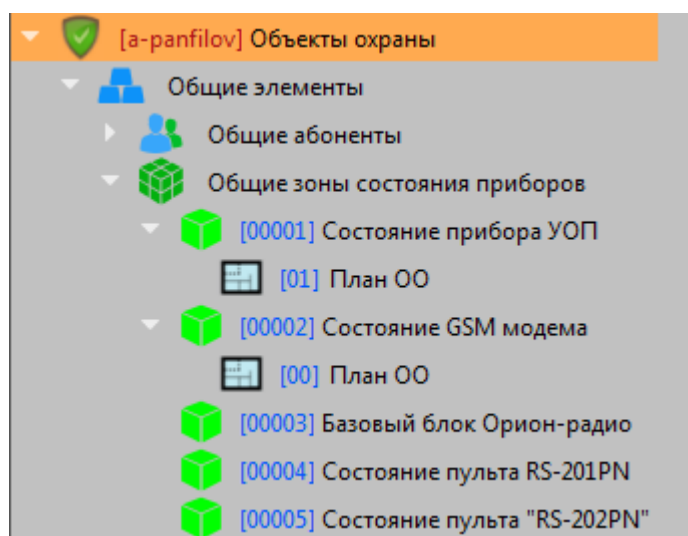 [a-panfilov] Объекты охраны
Общие элементы
Общие абоненты
Общие зоны состояния приборов
[00001] Состояние прибора УОП
[01] План ОО
[00002] Состояние GSM модема
[00] План ОО
[00003] Базовый блок Орион-радио
[00004] Состояние пульта RS-201PN
[00005] Состояние пульта "RS-202PN"